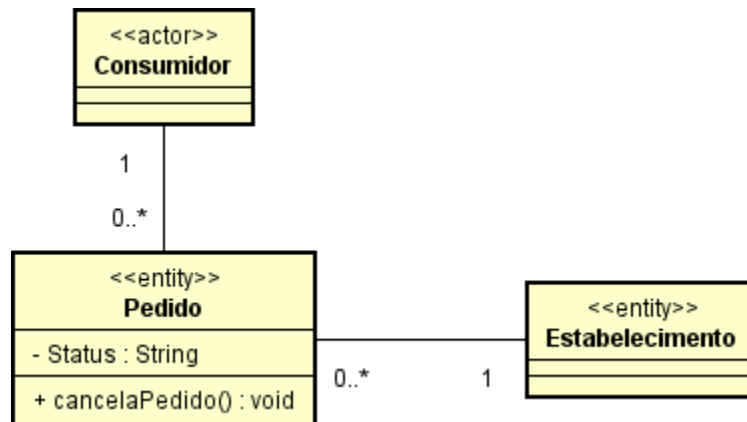 <<actor>>
Consumidor
1
0..*
<<entity>>
Pedido
- Status : String
+ cancelaPedido() : void
0..*
1
<<entity>>
Estabelecimento